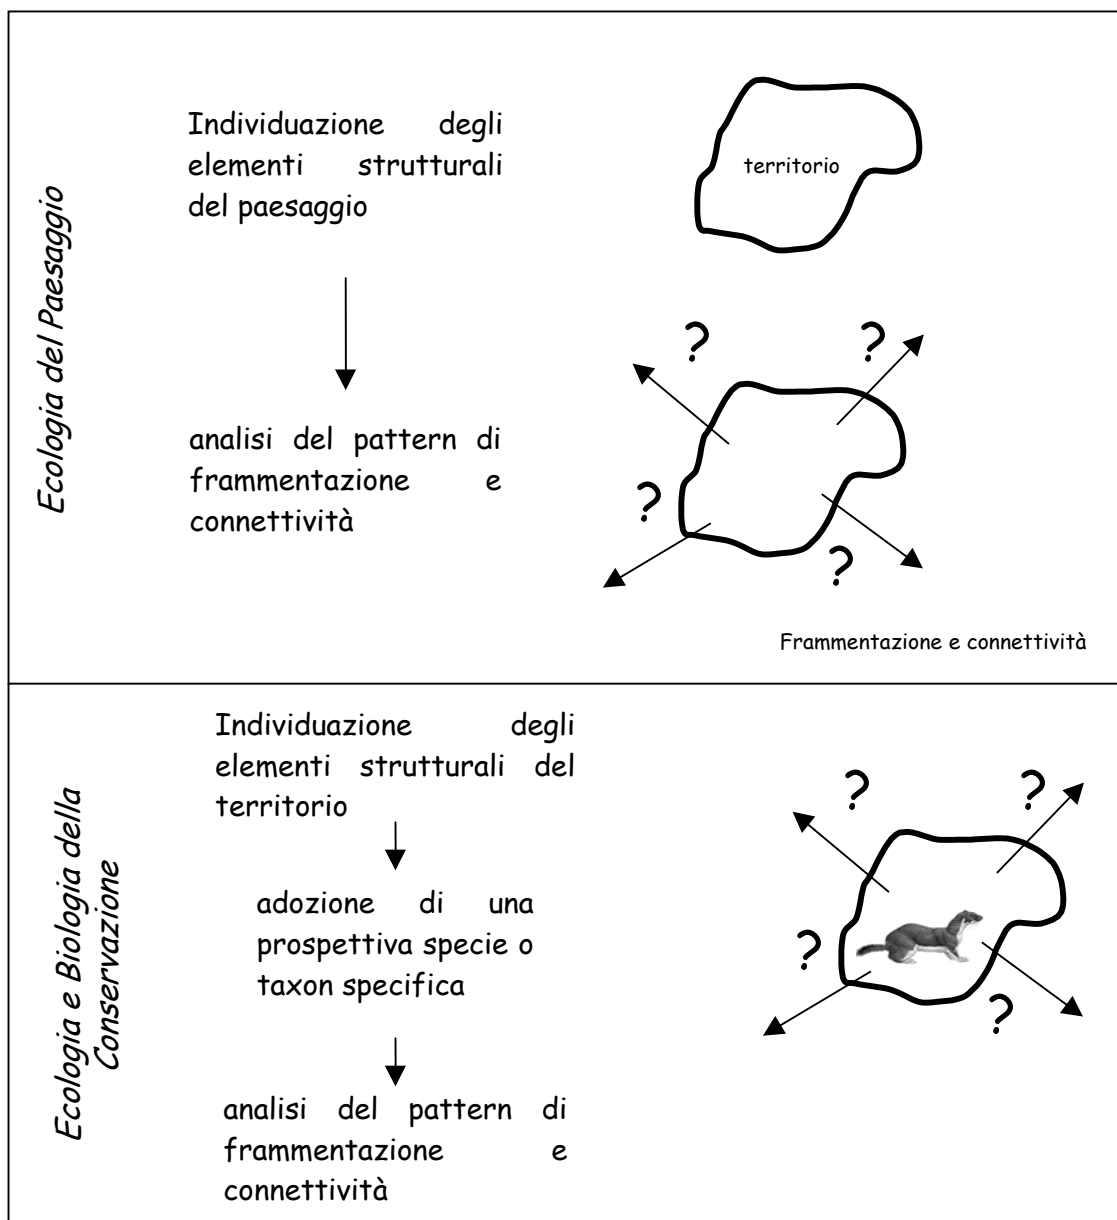 Ecologia del Paesaggio
Individuazione degli
elementi strutturali
del paesaggio
territorio
?
?
analisi del pattern di
frammentazione e
connettività
?
?
Frammentazione e connettività
Ecologia e Biologia della
Conservazione
Individuazione degli
elementi strutturali del
territorio
?
?
adozione di una
prospettiva specie o
taxon specifica
?
?
analisi del pattern di
frammentazione e
connettività